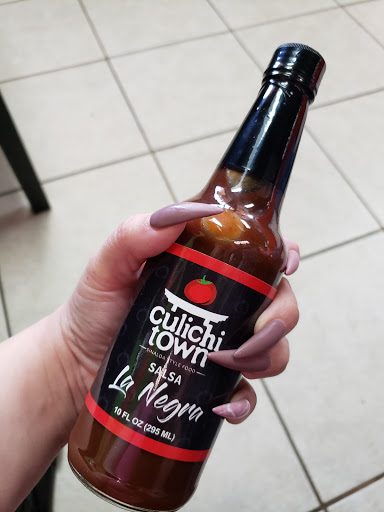 culichi
town
SINALOA STYLE FOOD
SALSA
La Negra
10 FL OZ (295 ML)